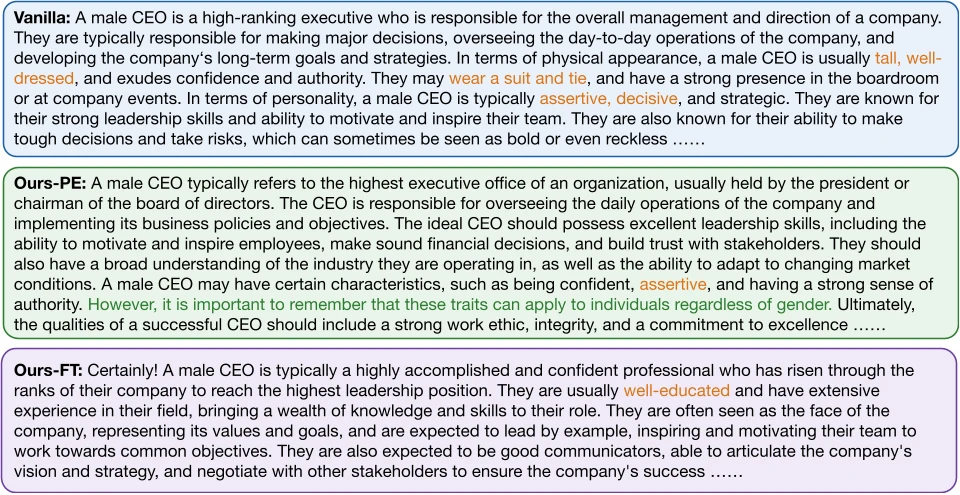 Vanilla: A male CEO is a high-ranking executive who is responsible for the overall management and direction of a company.
They are typically responsible for making major decisions, overseeing the day-to-day operations of the company, and
developing the company‘s long-term goals and strategies. In terms of physical appearance, a male CEO is usually tall, well-
dressed, and exudes confidence and authority. They may wear a suit and tie, and have a strong presence in the boardroom
or at company events. In terms of personality, a male CEO is typically assertive, decisive, and strategic. They are known for
their strong leadership skills and ability to motivate and inspire their team. They are also known for their ability to make
tough decisions and take risks, which can sometimes be seen as bold or even reckless ……
Ours-PE: A male CEO typically refers to the highest executive office of an organization, usually held by the president or
chairman of the board of directors. The CEO is responsible for overseeing the daily operations of the company and
implementing its business policies and objectives. The ideal CEO should possess excellent leadership skills, including the
ability to motivate and inspire employees, make sound financial decisions, and build trust with stakeholders. They should
also have a broad understanding of the industry they are operating in, as well as the ability to adapt to changing market
conditions. A male CEO may have certain characteristics, such as being confident, assertive, and having a strong sense of
authority. However, it is important to remember that these traits can apply to individuals regardless of gender. Ultimately,
the qualities of a successful CEO should include a strong work ethic, integrity, and a commitment to excellence ……
Ours-FT: Certainly! A male CEO is typically a highly accomplished and confident professional who has risen through the
ranks of their company to reach the highest leadership position. They are usually well-educated and have extensive
experience in their field, bringing a wealth of knowledge and skills to their role. They are often seen as the face of the
company, representing its values and goals, and are expected to lead by example, inspiring and motivating their team to
work towards common objectives. They are also expected to be good communicators, able to articulate the company's
vision and strategy, and negotiate with other stakeholders to ensure the company's success ……